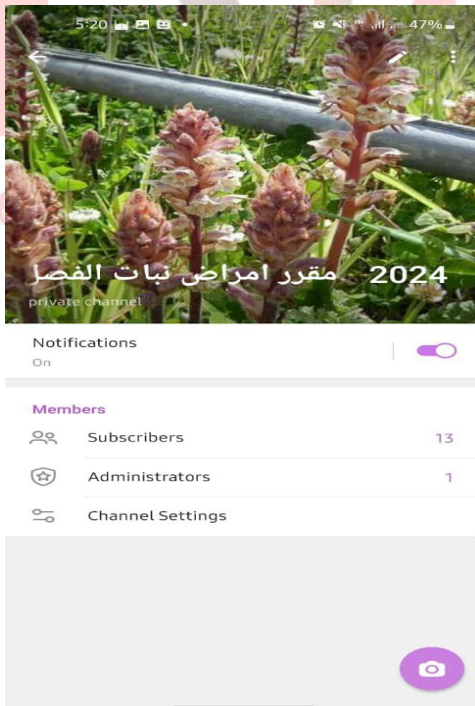 5:20
47%
2024 مقرر امراض نبات الفصل
private channel
Notifications
On
Members
Subscribers 13
Administrators 1
Channel Settings